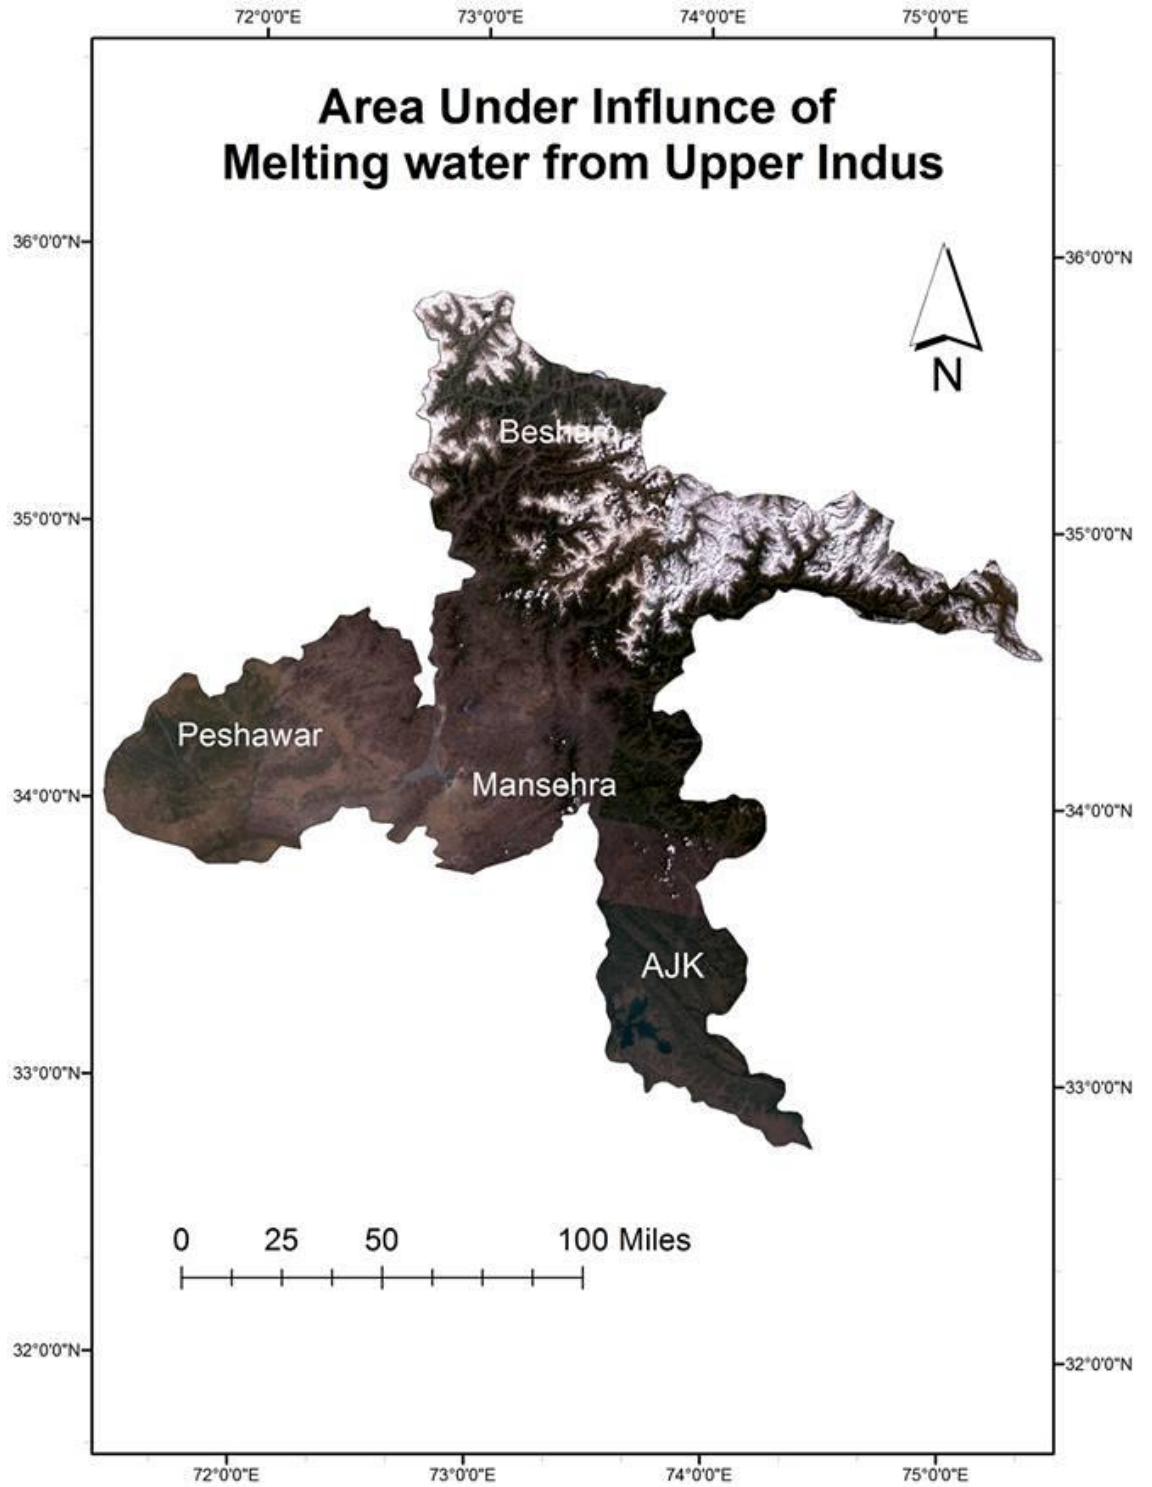 72°0'0"E 73°0'0"E 74°0'0"E 75°0'0"E
Area Under Influnce of
Melting water from Upper Indus
36°0'0"N
36°0'0"N
N
Besham
35°0'0"N
35°0'0"N
Peshawar
Mansehra
34°0'0"N
34°0'0"N
AJK
33°0'0"N
33°0'0"N
0 25 50 100 Miles
32°0'0"N
32°0'0"N
72°0'0"E 73°0'0"E 74°0'0"E 75°0'0"E